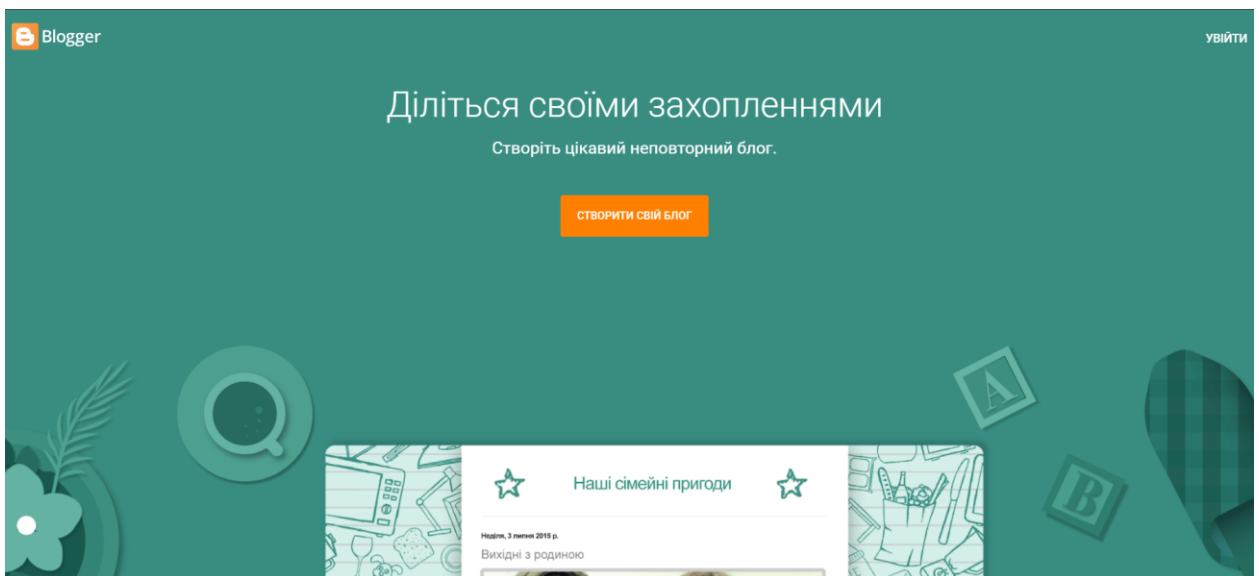 Blogger
УВІЙТИ
Діліться своїми захопленнями
Створіть цікавий неповторний блог.
СТВОРИТИ СВІЙ БЛОГ
A
B
Наші сімейні пригоди
Неділя, 3 липня 2015 р.
Вихідні з родиною